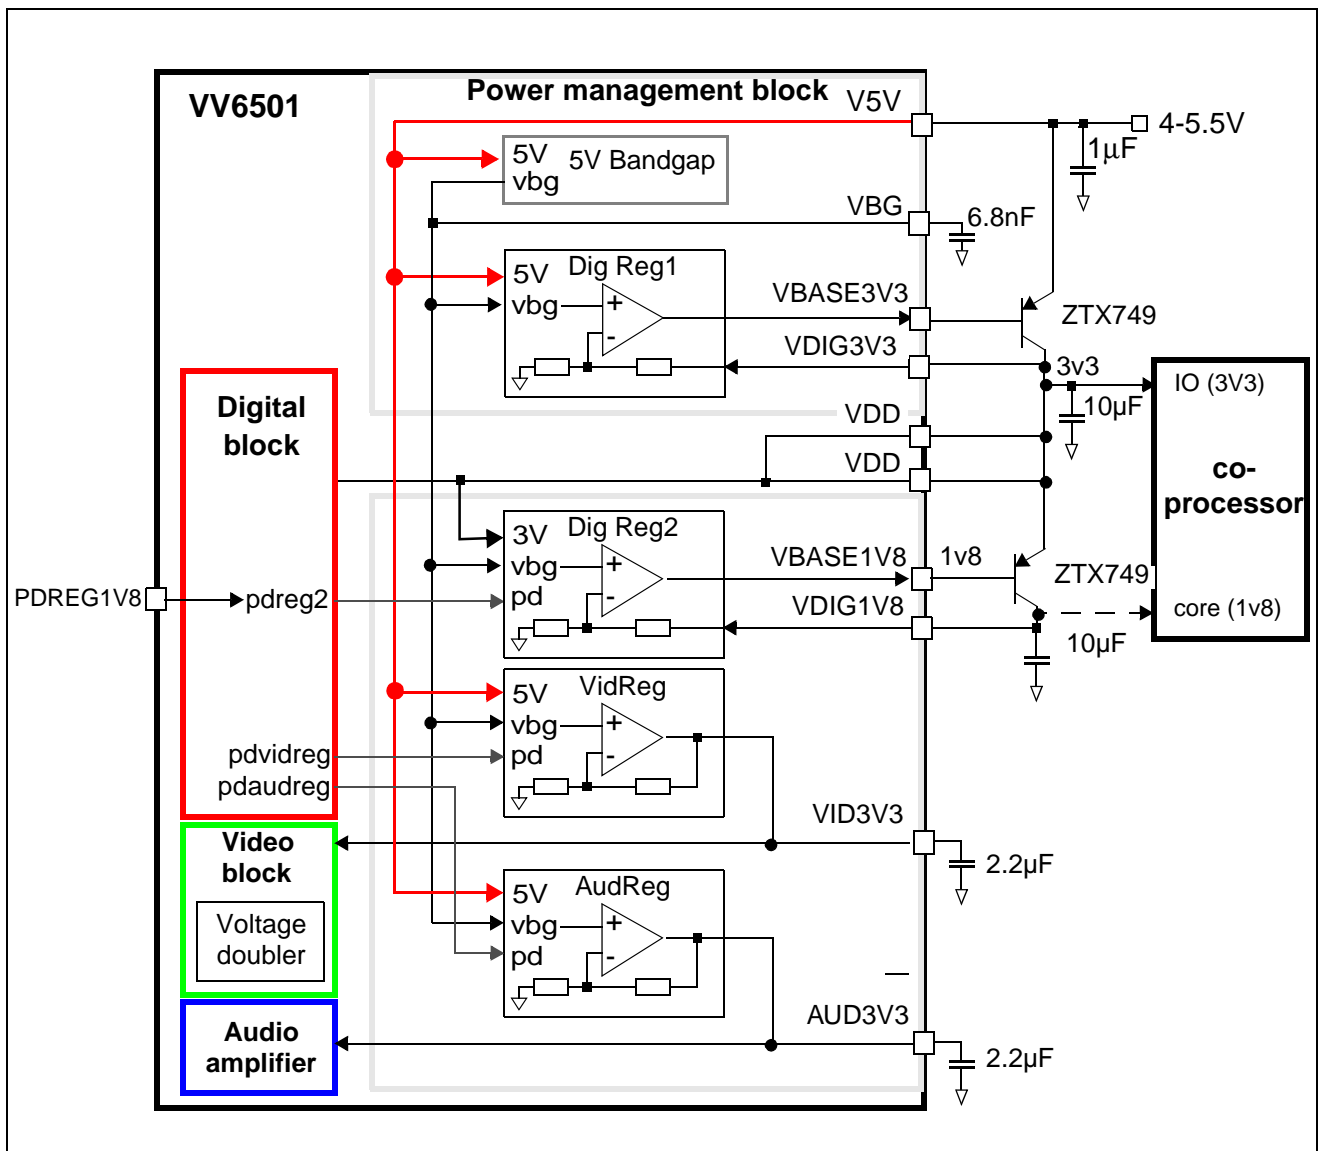 Power management block
VV6501
V5V
4-5.5V
1µF
5V
5V Bandgap
vbg
VBG
6.8nF
Dig Reg1
5V
vbg
+
-
VBASE3V3
ZTX749
VDIG3V3
3v3
IO (3V3)
10µF
Digital
block
VDD
VDD
co-
processor
Dig Reg2
3V
vbg
pd
+
-
VBASE1V8
1v8
ZTX749
PDREG1V8
pdreg2
VDIG1V8
core (1v8)
10µF
VidReg
5V
vbg
pd
+
-
pdvidreg
pdaudreg
VID3V3
2.2µF
Video
block
Voltage
doubler
AudReg
5V
vbg
pd
+
-
AUD3V3
2.2µF
Audio
amplifier